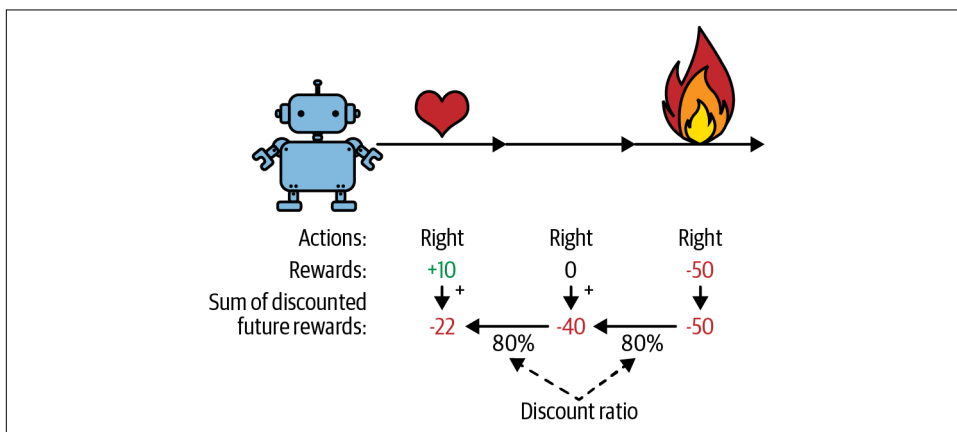 Actions: Right Right Right
Rewards: +10 0 -50
+ +
Sum of discounted
future rewards: -22 -40 -50
80% 80%
Discount ratio